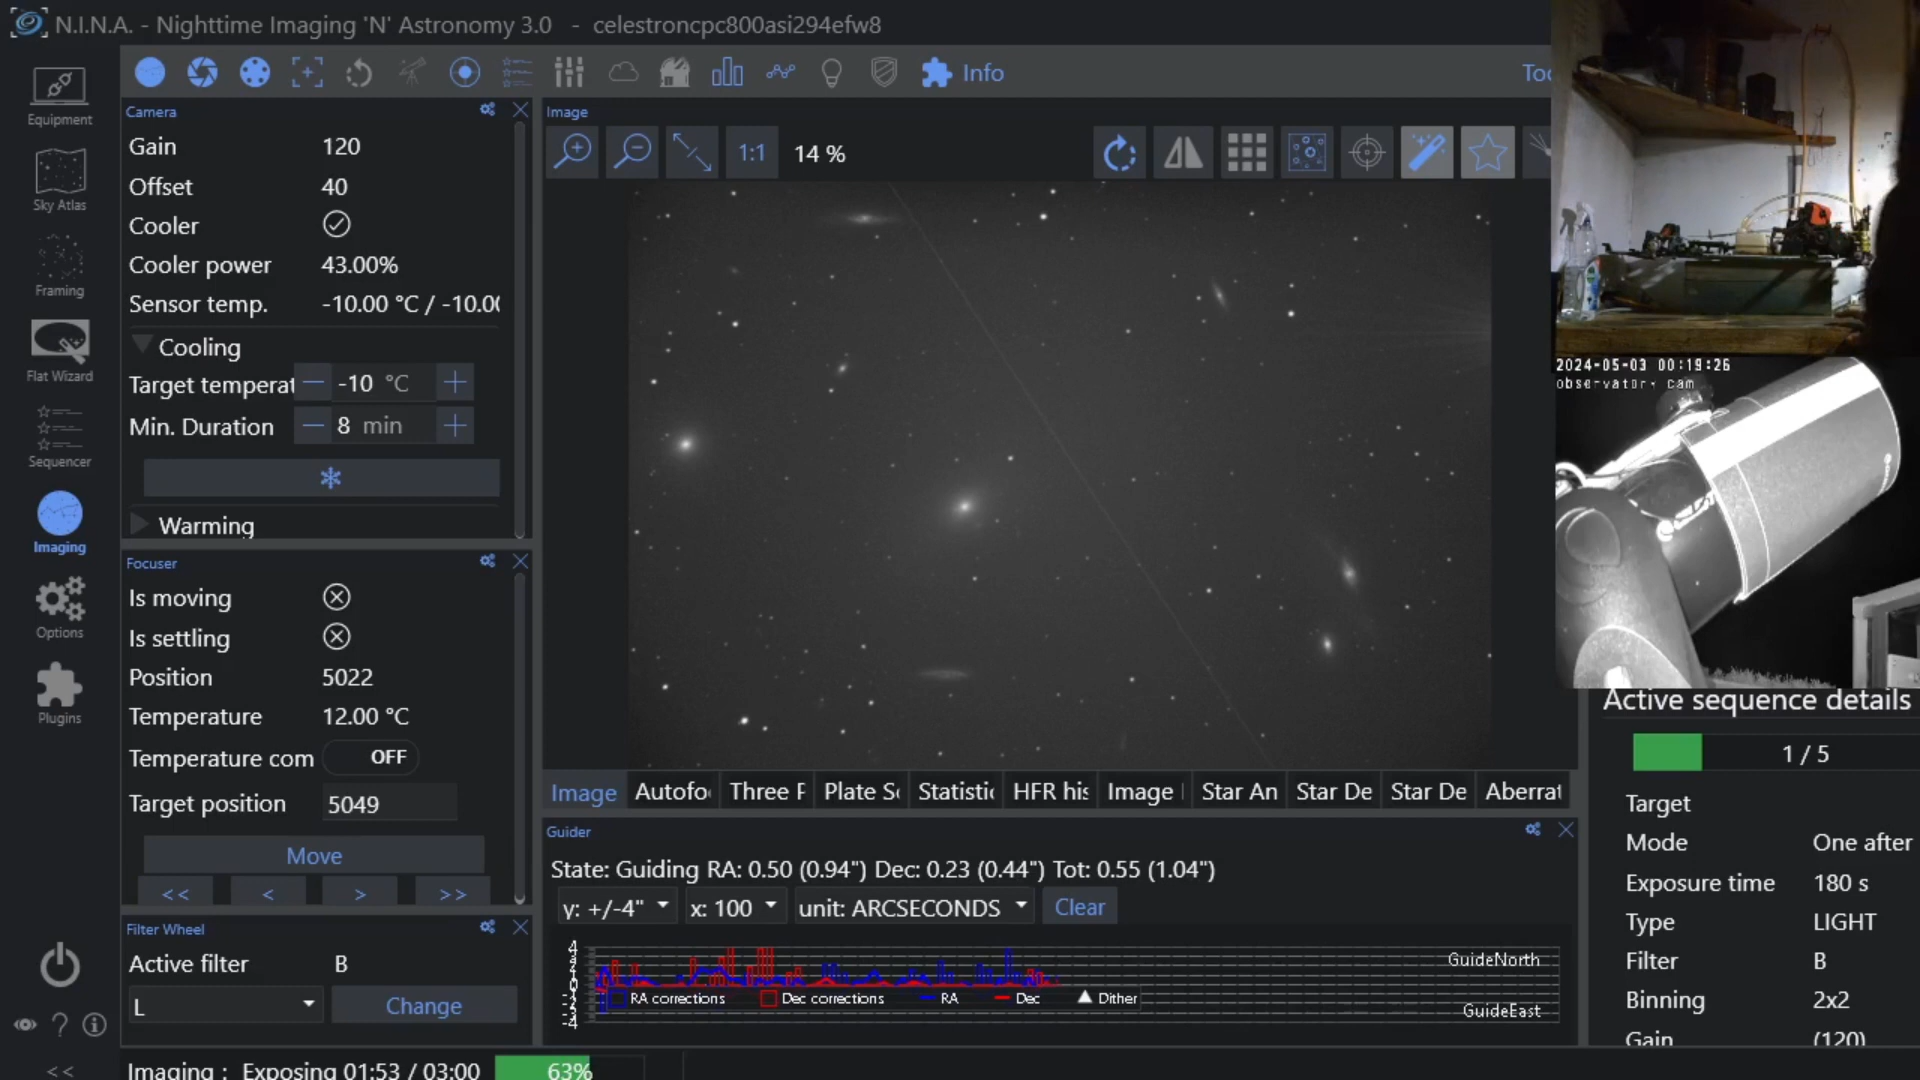 N.I.N.A. - Nighttime Imaging 'N' Astronomy 3.0 - celestroncpc800asi294efw8
Info
Equipment
Sky Atlas
Framing
Flat Wizard
Sequencer
Imaging
Options
Plugins
Camera
Gain 120
Offset 40
Cooler
Cooler power 43.00%
Sensor temp. -10.00 °C / -10.0
Cooling
Target temperat -10 °C
Min. Duration 8 min
Warming
Focuser
Is moving
Is settling
Position 5022
Temperature 12.00 °C
Temperature com OFF
Target position 5049
Move
<< < > >>
Filter Wheel
Active filter B
L Change
Image
1:1 14 %
2024-05-03 00:19:26
observatory cam
Image Autofo Three P Plate S Statistic HFR his Image Star An Star De Star De Aberrat
Guider
State: Guiding RA: 0.50 (0.94") Dec: 0.23 (0.44") Tot: 0.55 (1.04")
y: +/-4" x: 100 unit: ARCSECONDS Clear
4
GuideNorth
0
RA corrections Dec corrections RA Dec Dither
-2
GuideEast
-4
Active sequence details
1 / 5
Target
Mode One after
Exposure time 180 s
Type LIGHT
Filter B
Binning 2x2
Gain (120)
<<
Imaging : Exposing 01:53 / 03:00 63%